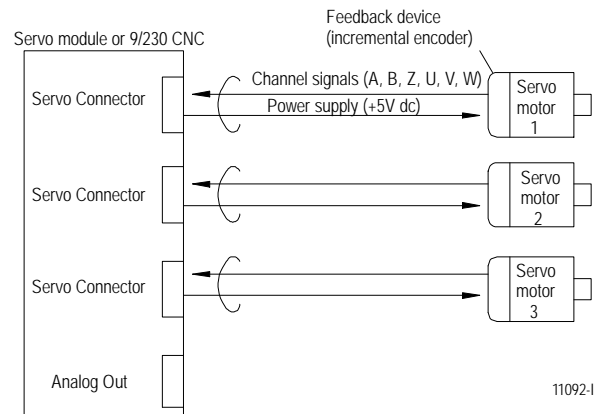 Feedback device
(incremental encoder)
Servo module or 9/230 CNC
Channel signals (A, B, Z, U, V, W)
Servo Connector
Power supply (+5V dc)
Servo
motor
1
Servo Connector
Servo
motor
2
Servo Connector
Servo
motor
3
Analog Out
11092-I